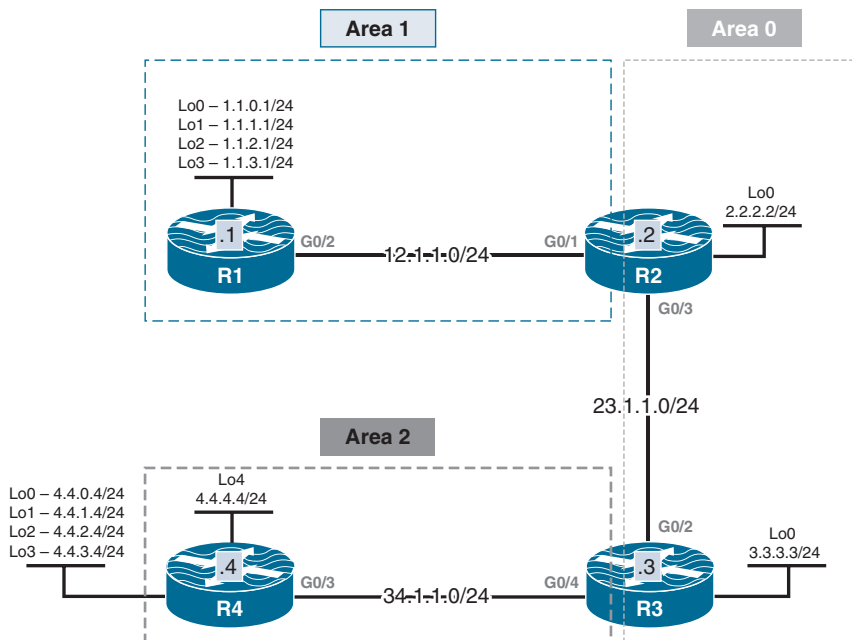 Area 1
Area 0
Lo0 – 1.1.0.1/24
Lo1 – 1.1.1.1/24
Lo2 – 1.1.2.1/24
Lo3 – 1.1.3.1/24
Lo0
2.2.2.2/24
.1
G0/2
12.1.1.0/24
G0/1
.2
R1
R2
G0/3
23.1.1.0/24
Area 2
Lo0 – 4.4.0.4/24
Lo1 – 4.4.1.4/24
Lo2 – 4.4.2.4/24
Lo3 – 4.4.3.4/24
Lo4
4.4.4.4/24
G0/2
Lo0
3.3.3.3/24
.4
G0/3
34.1.1.0/24
G0/4
.3
R4
R3